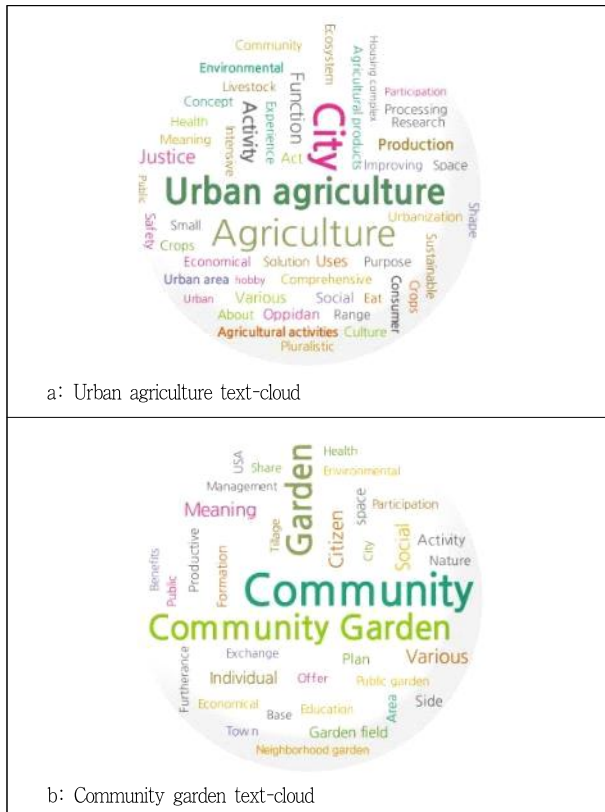 Community
Ecosystem
Housing complex
Agricultural products
Environmental
Function
City
Livestock
Participation
Concept
Activity
Experience
Processing
Health
Intensive
Research
Meaning
Act
Production
Justice
Improving Space
Public
Urban agriculture
Safety
Small
Agriculture
Urbanization
Shape
Crops
Sustainable
Economical Solution Uses Purpose
Urban area hobby Comprehensive
Consumer
Crops
Urban Various Social Eat
About Oppidan Range
Agricultural activities Culture
Pluralistic
a: Urban agriculture text-cloud
USA
Share
Garden
Health
Environmental
Management
space
Participation
Meaning
Tillage
Citizen
City
Social
Activity
Nature
Benefits
Public
Productive
Formation
Community
Community Garden
Furtherance
Exchange
Plan
Various
Individual
Offer
Public garden
Economical
Base
Education
Area
Side
Town
Garden field
Neighborhood garden
b: Community garden text-cloud